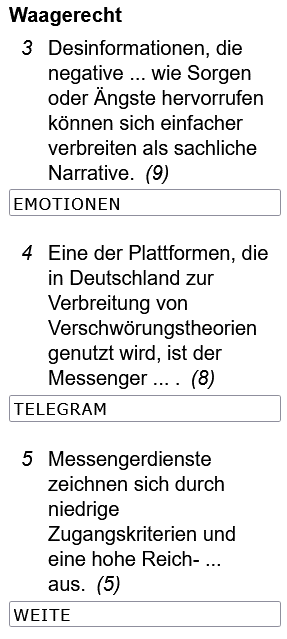 Waagerecht
3 Desinformationen, die
negative ... wie Sorgen
oder Ängste hervorrufen
können sich einfacher
verbreiten als sachliche
Narrative. (9)
EMOTIONEN
4 Eine der Plattformen, die
in Deutschland zur
Verbreitung von
Verschwörungstheorien
genutzt wird, ist der
Messenger ... . (8)
TELEGRAM
5 Messengerdienste
zeichnen sich durch
niedrige
Zugangskriterien und
eine hohe Reich- ...
aus. (5)
WEITE